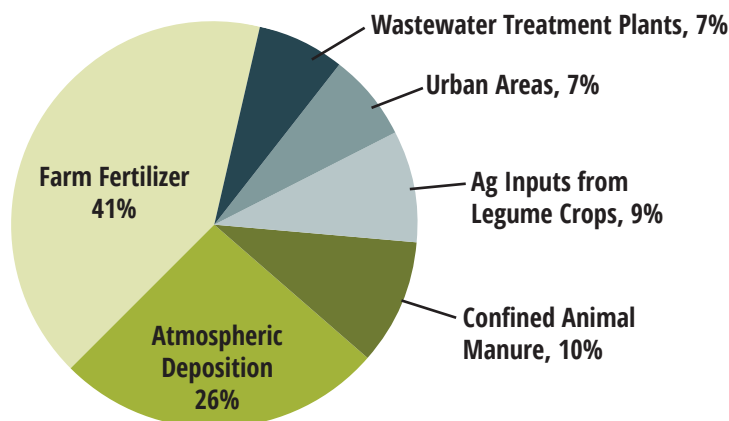 Wastewater Treatment Plants, 7%
Urban Areas, 7%
Farm Fertilizer
41%
Ag Inputs from
Legume Crops, 9%
Confined Animal
Manure, 10%
Atmospheric
Deposition
26%